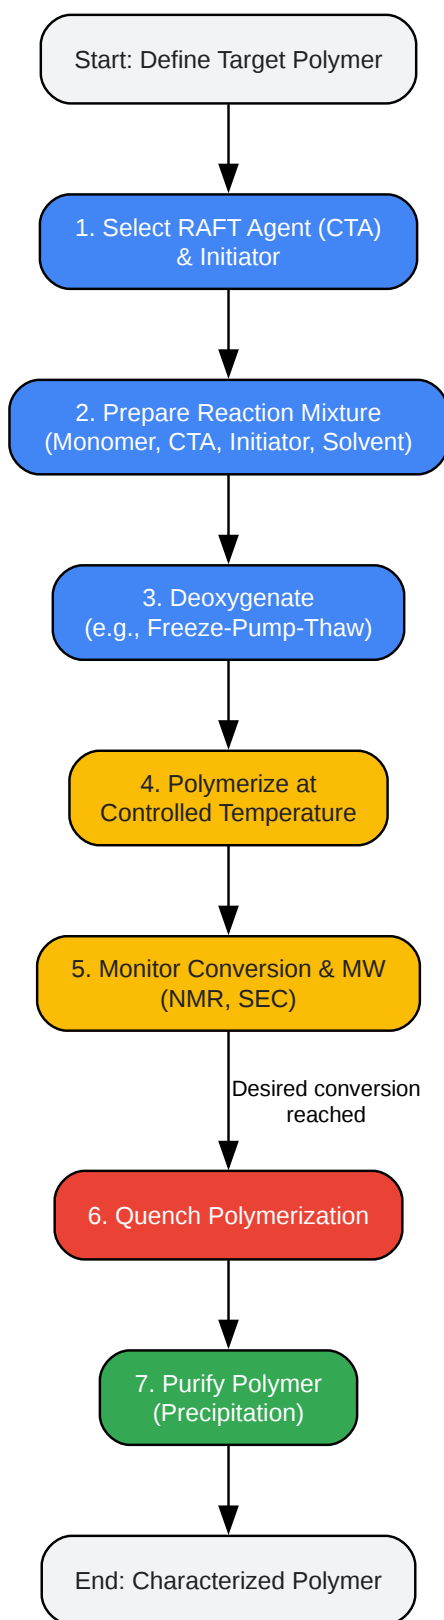 Start: Define Target Polymer
1. Select RAFT Agent (CTA)
& Initiator
2. Prepare Reaction Mixture
(Monomer, CTA, Initiator, Solvent)
3. Deoxygenate
(e.g., Freeze-Pump-Thaw)
4. Polymerize at
Controlled Temperature
5. Monitor Conversion & MW
(NMR, SEC)
Desired conversion
reached
6. Quench Polymerization
7. Purify Polymer
(Precipitation)
End: Characterized Polymer